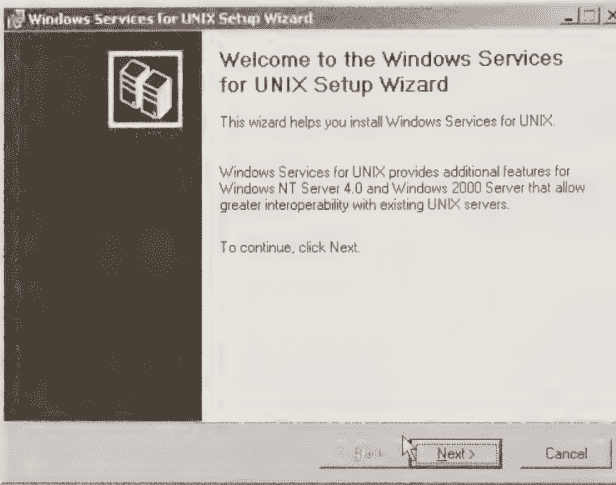 Windows Services for UNIX Setup Wizard
Welcome to the Windows Services
for UNIX Setup Wizard
This wizard helps you install Windows Services for UNIX.
Windows Services for UNIX provides additional features for
Windows NT Server 4.0 and Windows 2000 Server that allow
greater interoperability with existing UNIX servers.
To continue, click Next.
< Back
Next >
Cancel